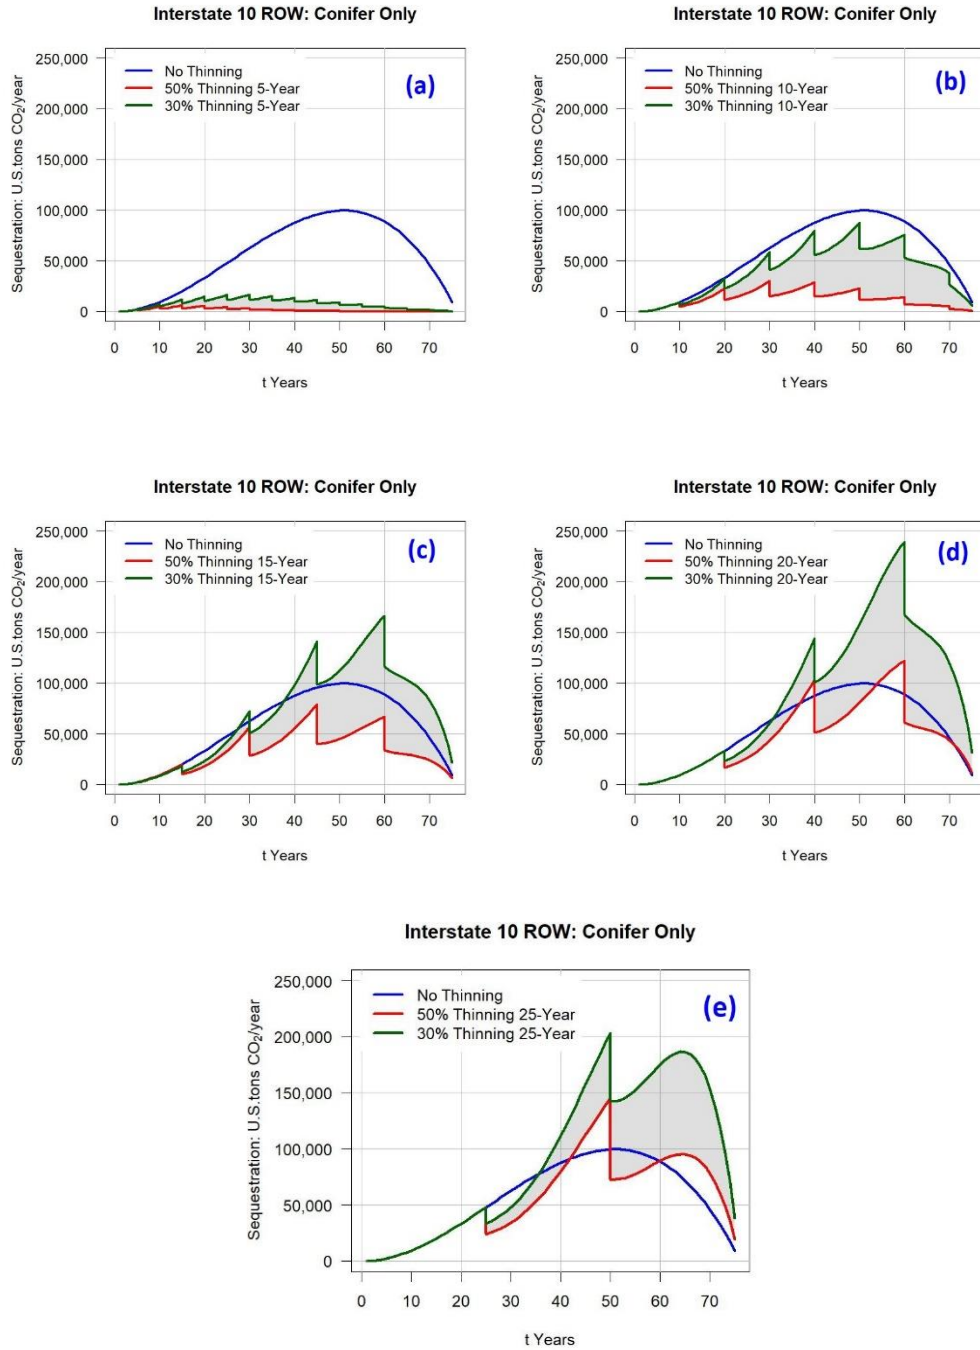 Interstate 10 ROW: Conifer Only
Sequestration: U.S.tons CO₂/year
250,000
200,000
150,000
100,000
50,000
0
No Thinning
50% Thinning 5-Year
30% Thinning 5-Year
(a)
0 10 20 30 40 50 60 70
t Years
Interstate 10 ROW: Conifer Only
Sequestration: U.S.tons CO₂/year
250,000
200,000
150,000
100,000
50,000
0
No Thinning
50% Thinning 10-Year
30% Thinning 10-Year
(b)
0 10 20 30 40 50 60 70
t Years
Interstate 10 ROW: Conifer Only
Sequestration: U.S.tons CO₂/year
250,000
200,000
150,000
100,000
50,000
0
No Thinning
50% Thinning 15-Year
30% Thinning 15-Year
(c)
0 10 20 30 40 50 60 70
t Years
Interstate 10 ROW: Conifer Only
Sequestration: U.S.tons CO₂/year
250,000
200,000
150,000
100,000
50,000
0
No Thinning
50% Thinning 20-Year
30% Thinning 20-Year
(d)
0 10 20 30 40 50 60 70
t Years
Interstate 10 ROW: Conifer Only
Sequestration: U.S.tons CO₂/year
250,000
200,000
150,000
100,000
50,000
0
No Thinning
50% Thinning 25-Year
30% Thinning 25-Year
(e)
0 10 20 30 40 50 60 70
t Years